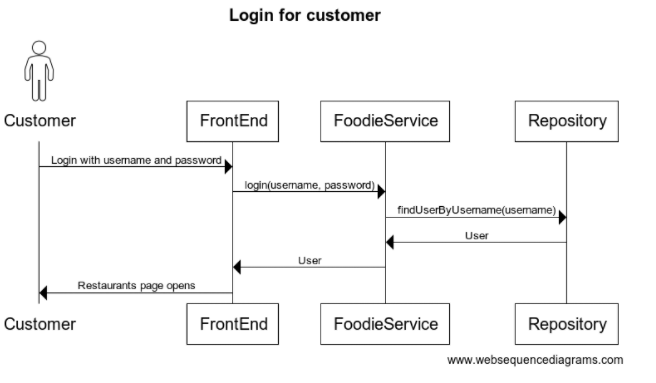 Login for customer
Customer
FrontEnd
FoodieService
Repository
Login with username and password
login(username, password)
findUserByUsername(username)
User
User
Restaurants page opens
Customer
FrontEnd
FoodieService
Repository
www.websequencediagrams.com